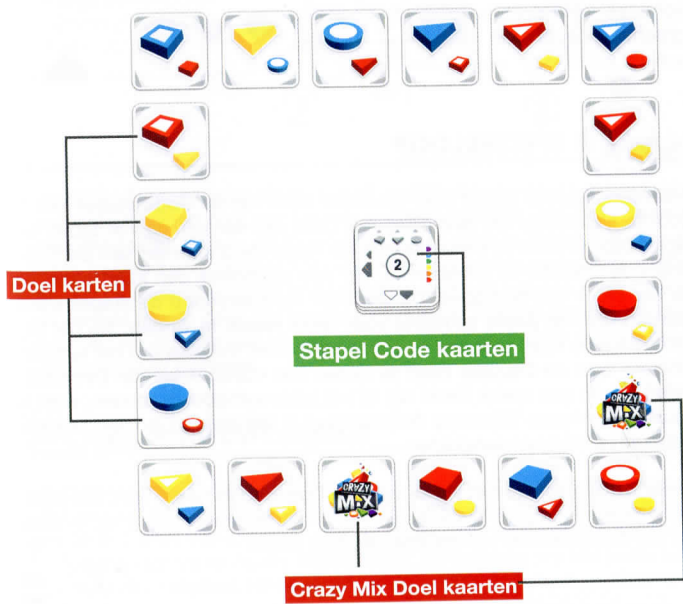 2
Doel karten
Stapel Code kaarten
CRAZY
MIX
CRAZY
MIX
Crazy Mix Doel kaarten